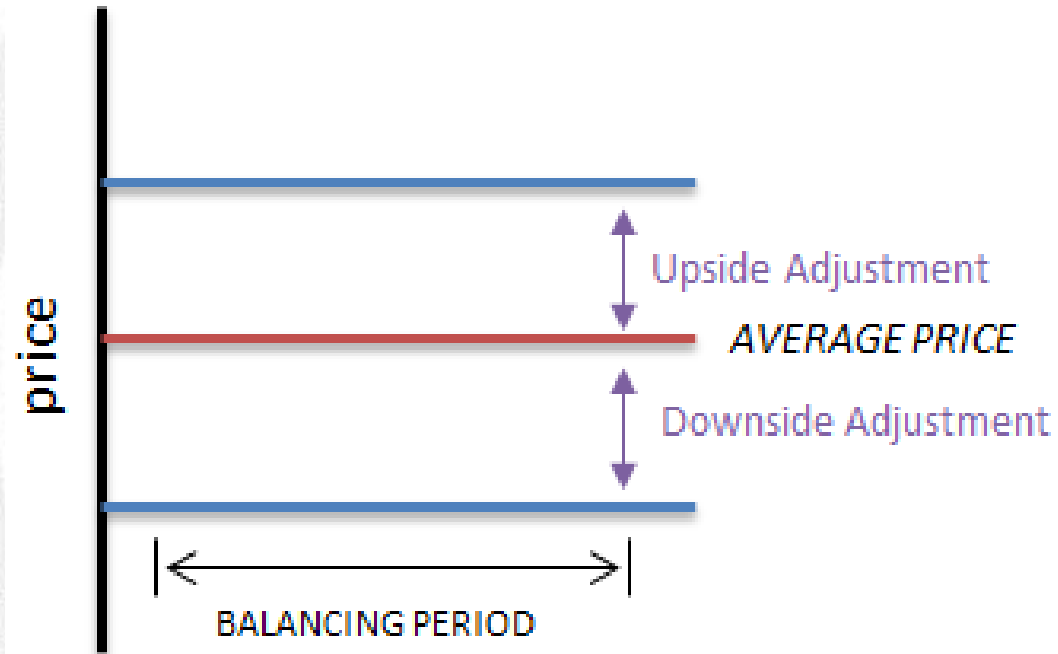 price
Upside Adjustment
AVERAGE PRICE
Downside Adjustment
BALANCING PERIOD